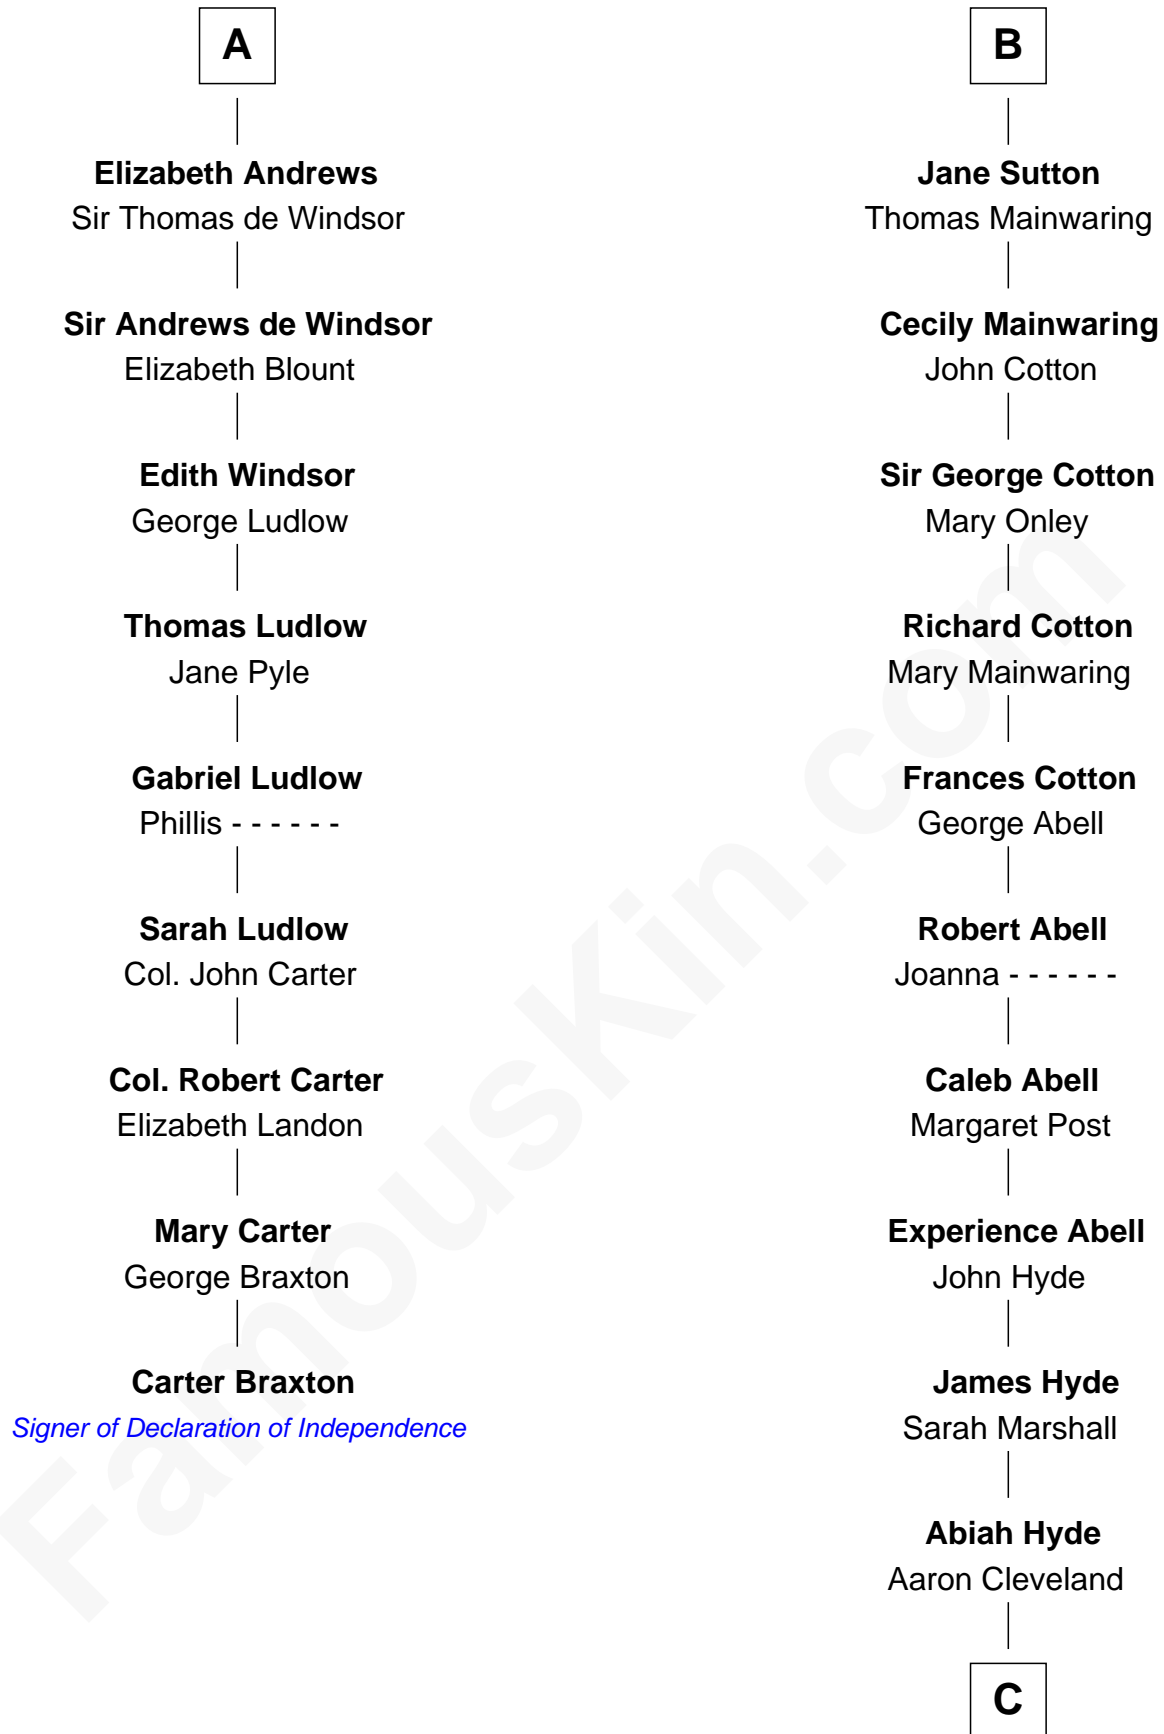 A
Elizabeth Andrews
Sir Thomas de Windsor
Sir Andrews de Windsor
Elizabeth Blount
Edith Windsor
George Ludlow
Thomas Ludlow
Jane Pyle
Gabriel Ludlow
Phillis - - - - - -
Sarah Ludlow
Col. John Carter
Col. Robert Carter
Elizabeth Landon
Mary Carter
George Braxton
Carter Braxton
Signer of Declaration of Independence
B
Jane Sutton
Thomas Mainwaring
Cecily Mainwaring
John Cotton
Sir George Cotton
Mary Onley
Richard Cotton
Mary Mainwaring
Frances Cotton
George Abell
Robert Abell
Joanna - - - - - -
Caleb Abell
Margaret Post
Experience Abell
John Hyde
James Hyde
Sarah Marshall
Abiah Hyde
Aaron Cleveland
C
FamousKin.com